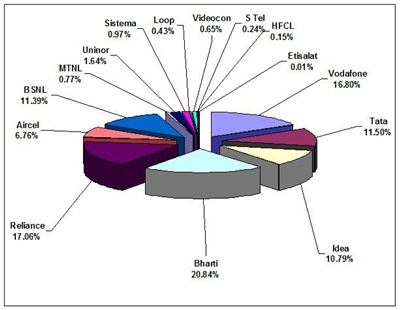 Sistema
0.97%
Loop
0.43%
Videocon
0.65%
S Tel
0.24%
HFCL
0.15%
Uninor
1.64%
Etisalat
0.01%
MTNL
0.77%
Vodafone
16.80%
BSNL
11.39%
Tata
11.50%
Aircel
6.76%
Reliance
17.06%
Idea
10.79%
Bharti
20.84%